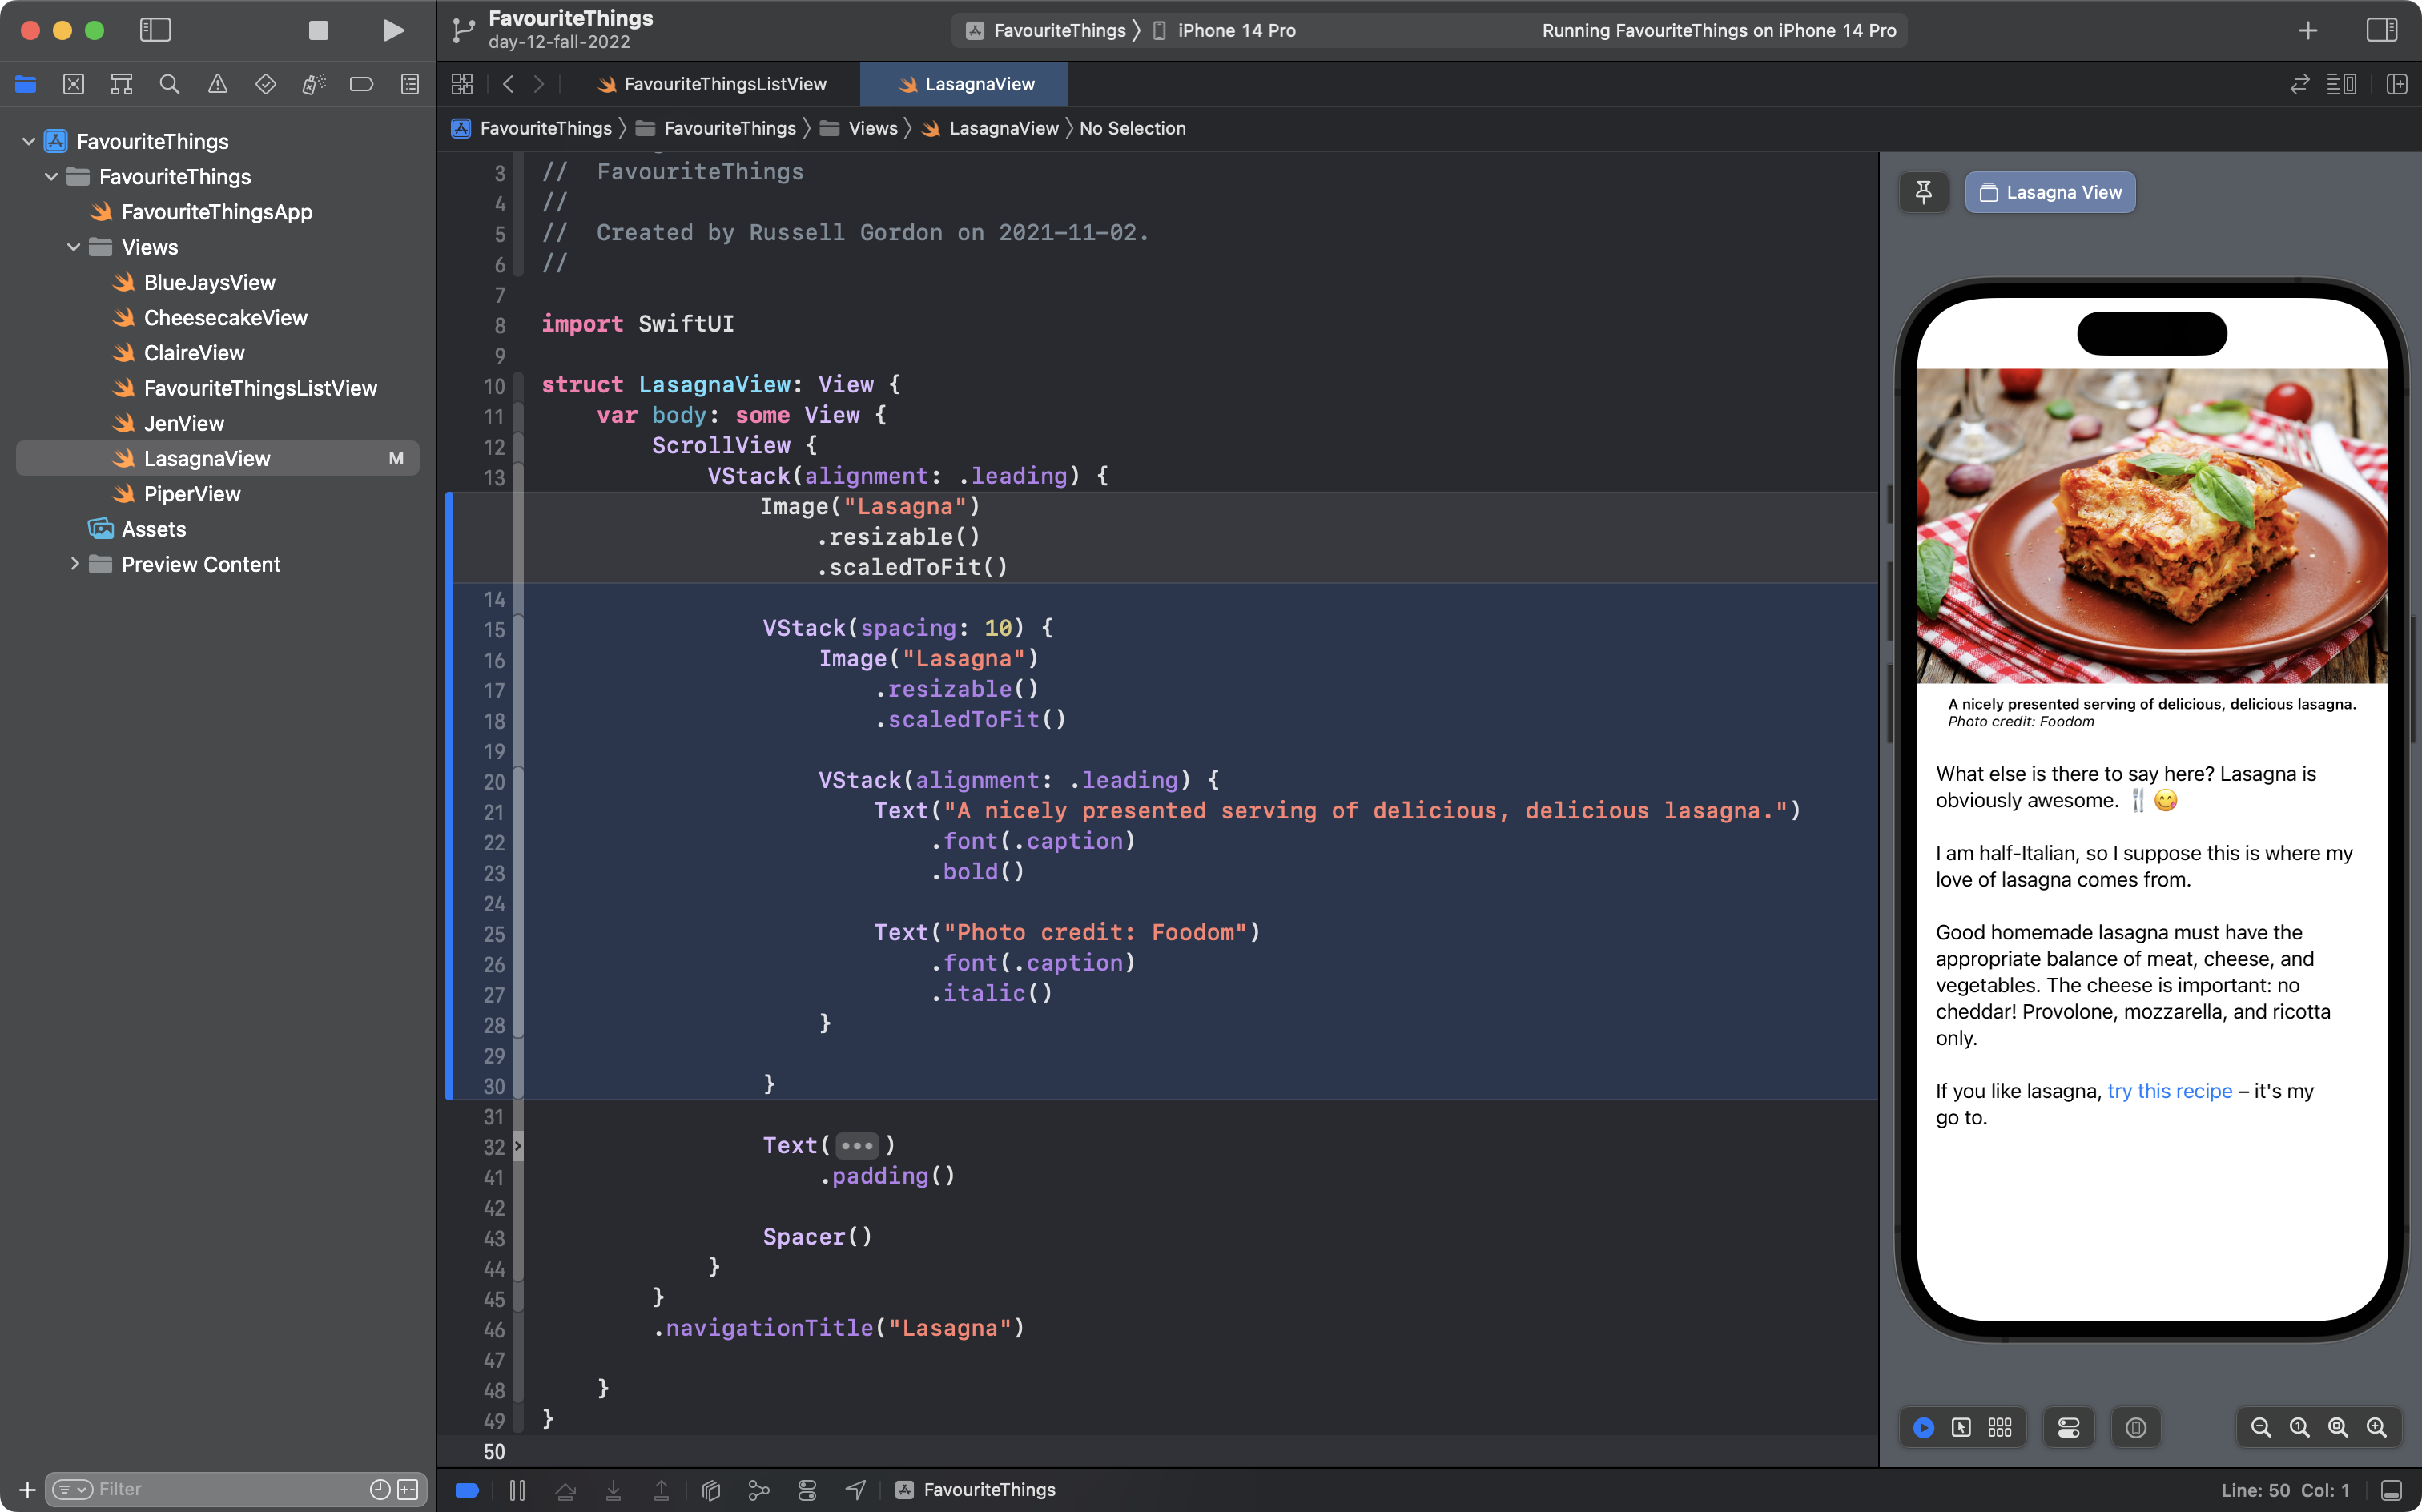 FavouriteThings
day-12-fall-2022
FavouriteThings
iPhone 14 Pro
Running FavouriteThings on iPhone 14 Pro
FavouriteThingsListView
LasagnaView
FavouriteThings
FavouriteThings
Views
LasagnaView
No Selection
FavouriteThings
FavouriteThings
FavouriteThingsApp
Views
BlueJaysView
CheesecakeView
ClaireView
FavouriteThingsListView
JenView
LasagnaView M
PiperView
Assets
Preview Content
Filter
3 //  FavouriteThings
4 //
5 //  Created by Russell Gordon on 2021-11-02.
6 //
7
8 import SwiftUI
9
10 struct LasagnaView: View {
11     var body: some View {
12         ScrollView {
13             VStack(alignment: .leading) {
Image("Lasagna")
.resizable()
.scaledToFit()
14
15                 VStack(spacing: 10) {
16                     Image("Lasagna")
17                         .resizable()
18                         .scaledToFit()
19
20                     VStack(alignment: .leading) {
21                         Text("A nicely presented serving of delicious, delicious lasagna.")
22                             .font(.caption)
23                             .bold()
24
25                         Text("Photo credit: Foodom")
26                             .font(.caption)
27                             .italic()
28                     }
29
30                 }
31
32                 Text(•••)
41                     .padding()
42
43                 Spacer()
44             }
45         }
46         .navigationTitle("Lasagna")
47
48     }
49 }
50
Lasagna View
A nicely presented serving of delicious, delicious lasagna.
Photo credit: Foodom
What else is there to say here? Lasagna is
obviously awesome. 🍴😋
I am half-Italian, so I suppose this is where my
love of lasagna comes from.
Good homemade lasagna must have the
appropriate balance of meat, cheese, and
vegetables. The cheese is important: no
cheddar! Provolone, mozzarella, and ricotta
only.
If you like lasagna, try this recipe – it's my
go to.
FavouriteThings
Line: 50 Col: 1